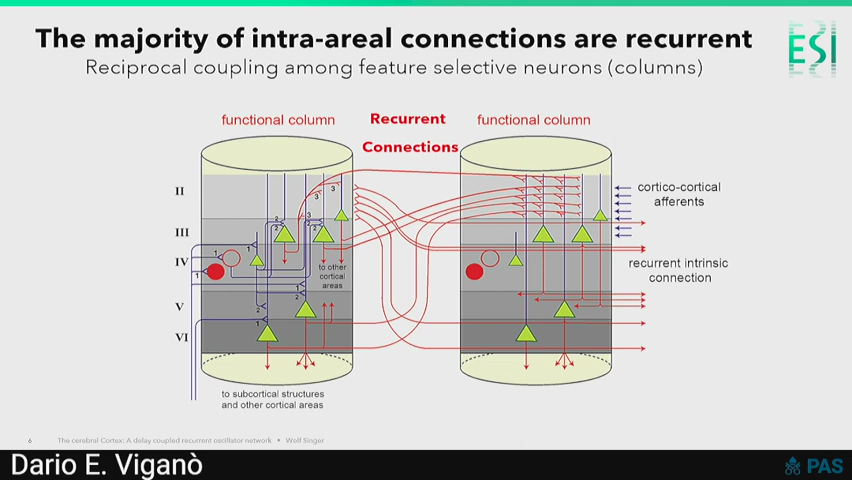 The majority of intra-areal connections are recurrent
Reciprocal coupling among feature selective neurons (columns)
ESI
functional column
Recurrent
Connections
functional column
II
III
IV
V
VI
3
3
2
2
3
2
2
1
1
1
1
2
2
1
to other
cortical
areas
cortico-cortical
afferents
recurrent intrinsic
connection
to subcortical structures
and other cortical areas
6
The cerebral Cortex: A delay coupled recurrent oscillator network • Wolf Singer
Dario E. Viganò
PAS